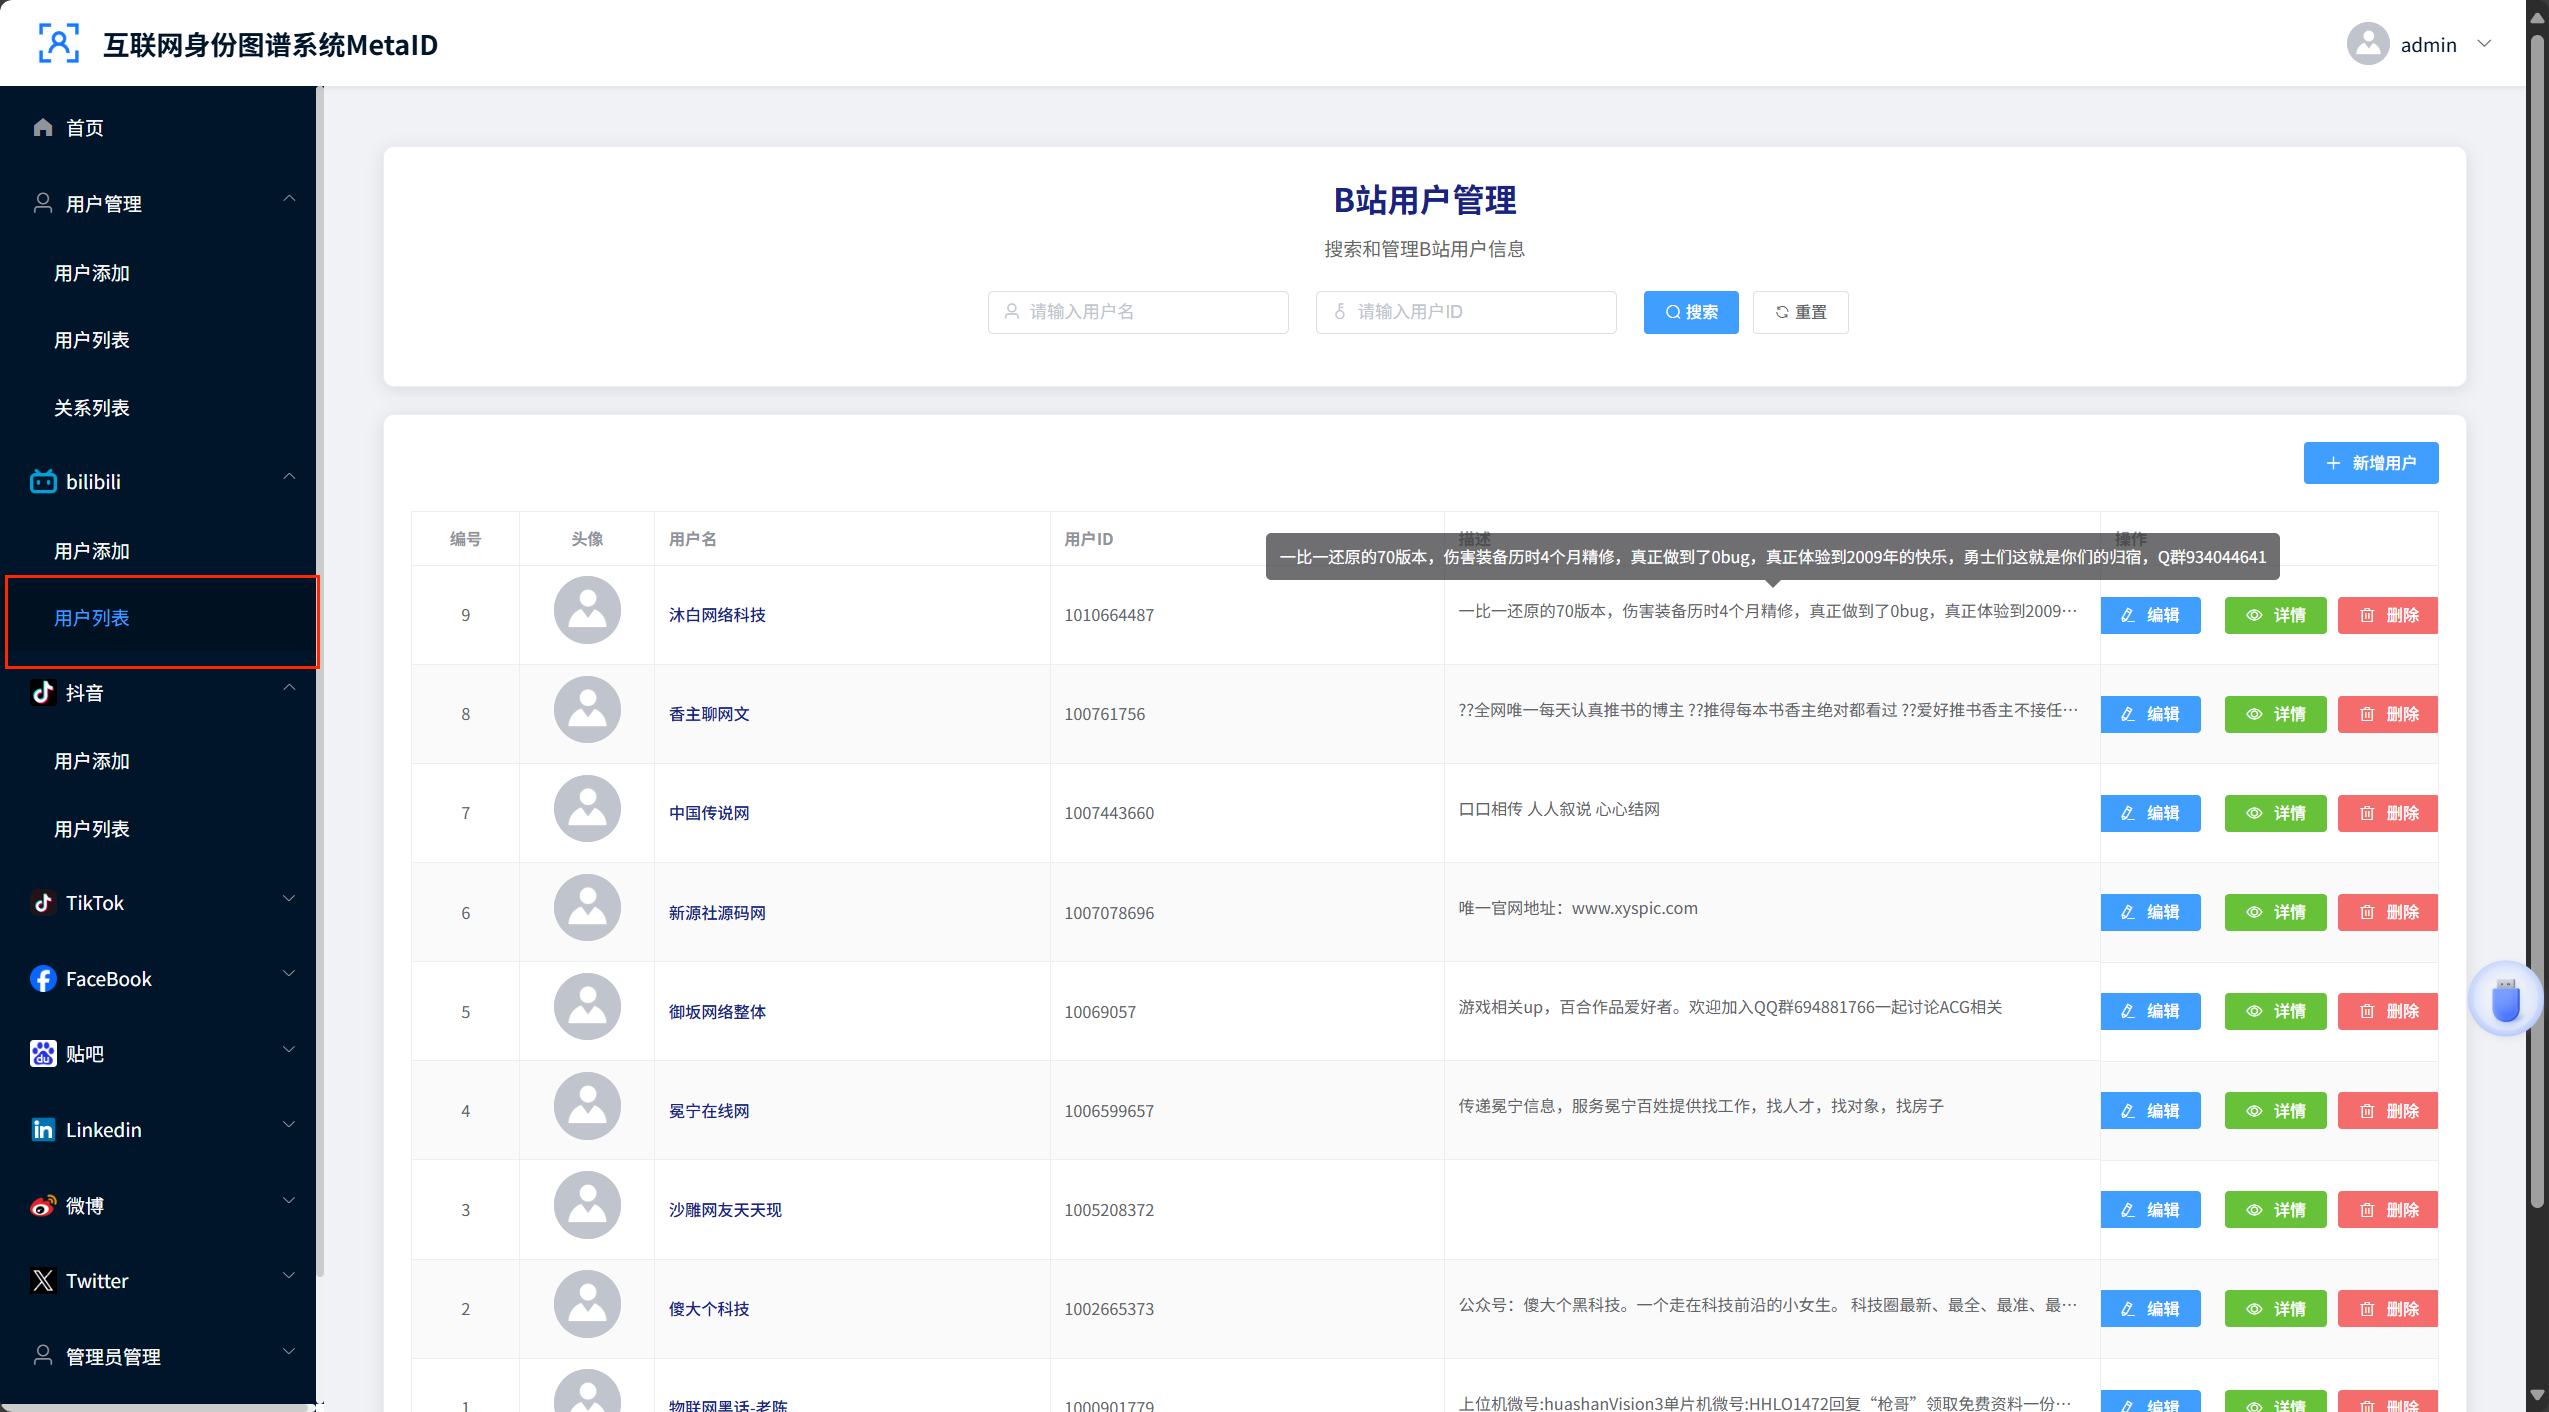 互联网身份图谱系统MetaID
admin
首页
用户管理
用户添加
用户列表
关系列表
bilibili
用户添加
用户列表
抖音
用户添加
用户列表
TikTok
FaceBook
贴吧
Linkedin
微博
Twitter
管理员管理
B站用户管理
搜索和管理B站用户信息
请输入用户名 请输入用户ID 搜索 重置
新增用户
编号 头像 用户名 用户ID 描述 操作
一比一还原的70版本，伤害装备历时4个月精修，真正做到了0bug，真正体验到2009年的快乐，勇士们这就是你们的归宿，Q群934044641
9 沐白网络科技 1010664487 一比一还原的70版本，伤害装备历时4个月精修，真正做到了0bug，真正体验到2009… 编辑 详情 删除
8 香主聊网文 100761756 ??全网唯一每天认真推书的博主 ??推得每本书香主绝对都看过 ??爱好推书香主不接任… 编辑 详情 删除
7 中国传说网 1007443660 口口相传 人人叙说 心心结网 编辑 详情 删除
6 新源社源码网 1007078696 唯一官网地址：www.xyspic.com 编辑 详情 删除
5 御坂网络整体 10069057 游戏相关up，百合作品爱好者。欢迎加入QQ群694881766一起讨论ACG相关 编辑 详情 删除
4 冕宁在线网 1006599657 传递冕宁信息，服务冕宁百姓提供找工作，找人才，找对象，找房子 编辑 详情 删除
3 沙雕网友天天现 1005208372 编辑 详情 删除
2 傻大个科技 1002665373 公众号：傻大个黑科技。一个走在科技前沿的小女生。 科技圈最新、最全、最准、最… 编辑 详情 删除
1 物联网黑话-老陈 1000901779 上位机微号:huashanVision3单片机微号:HHLO1472回复“枪哥”领取免费资料一份… 编辑 详情 删除